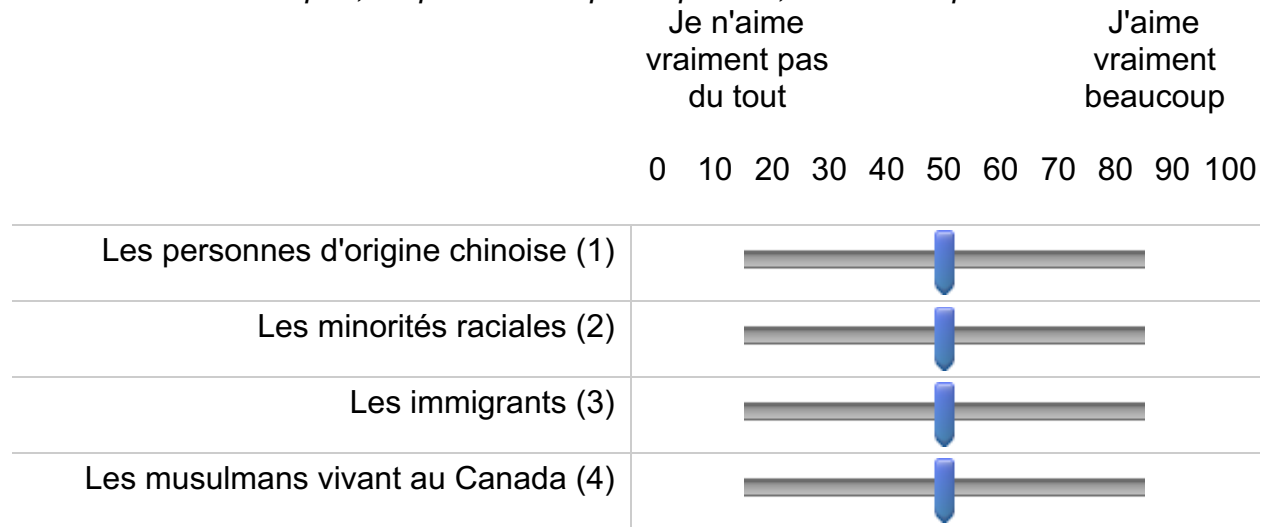 Je n'aime vraiment pas du tout
J'aime vraiment beaucoup
0 10 20 30 40 50 60 70 80 90 100
Les personnes d'origine chinoise (1)
Les minorités raciales (2)
Les immigrants (3)
Les musulmans vivant au Canada (4)